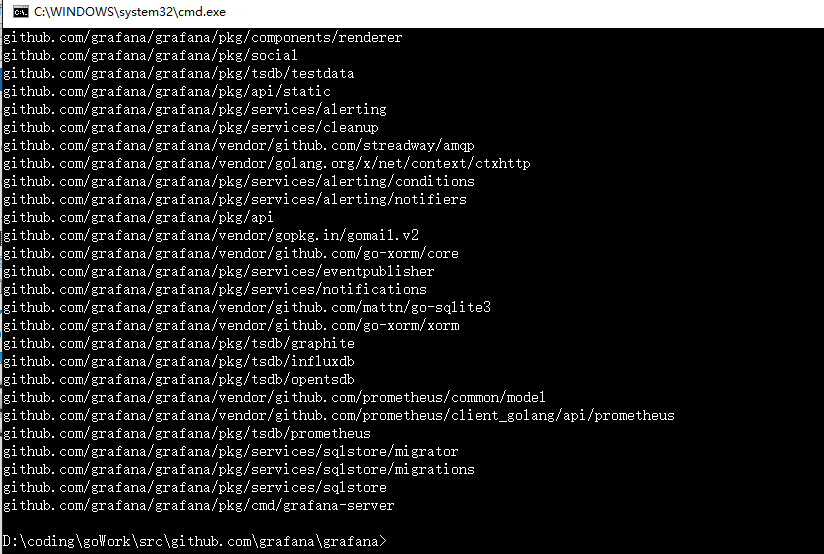 C:\WINDOWS\system32\cmd.exe
github.com/grafana/grafana/pkg/components/renderer
github.com/grafana/grafana/pkg/social
github.com/grafana/grafana/pkg/tsdb/testdata
github.com/grafana/grafana/pkg/api/static
github.com/grafana/grafana/pkg/services/alerting
github.com/grafana/grafana/pkg/services/cleanup
github.com/grafana/grafana/vendor/github.com/streadway/amqp
github.com/grafana/grafana/vendor/golang.org/x/net/context/ctxhttp
github.com/grafana/grafana/pkg/services/alerting/conditions
github.com/grafana/grafana/pkg/services/alerting/notifiers
github.com/grafana/grafana/pkg/api
github.com/grafana/grafana/vendor/gopkg.in/gomail.v2
github.com/grafana/grafana/vendor/github.com/go-xorm/core
github.com/grafana/grafana/pkg/services/eventpublisher
github.com/grafana/grafana/pkg/services/notifications
github.com/grafana/grafana/vendor/github.com/mattn/go-sqlite3
github.com/grafana/grafana/vendor/github.com/go-xorm/xorm
github.com/grafana/grafana/pkg/tsdb/graphite
github.com/grafana/grafana/pkg/tsdb/influxdb
github.com/grafana/grafana/pkg/tsdb/opentsdb
github.com/grafana/grafana/vendor/github.com/prometheus/common/model
github.com/grafana/grafana/vendor/github.com/prometheus/client_golang/api/prometheus
github.com/grafana/grafana/pkg/tsdb/prometheus
github.com/grafana/grafana/pkg/services/sqlstore/migrator
github.com/grafana/grafana/pkg/services/sqlstore/migrations
github.com/grafana/grafana/pkg/services/sqlstore
github.com/grafana/grafana/pkg/cmd/grafana-server
D:\coding\goWork\src\github.com\grafana\grafana>